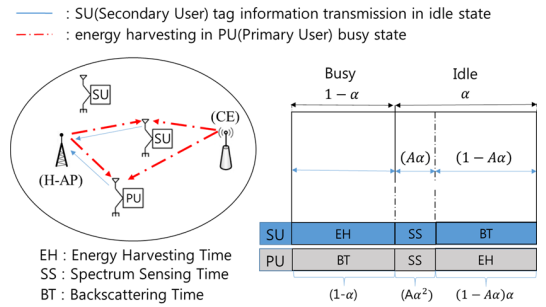 : SU(Secondary User) tag information transmission in idle state
: energy harvesting in PU(Primary User) busy state
SU
(CE)
SU
(H-AP)
PU
EH : Energy Harvesting Time
SS : Spectrum Sensing Time
BT : Backscattering Time
Busy Idle
1 − α α
(Aα) (1 − Aα)
SU EH SS BT
PU BT SS EH
(1-α) (Aα²) (1 − Aα)α